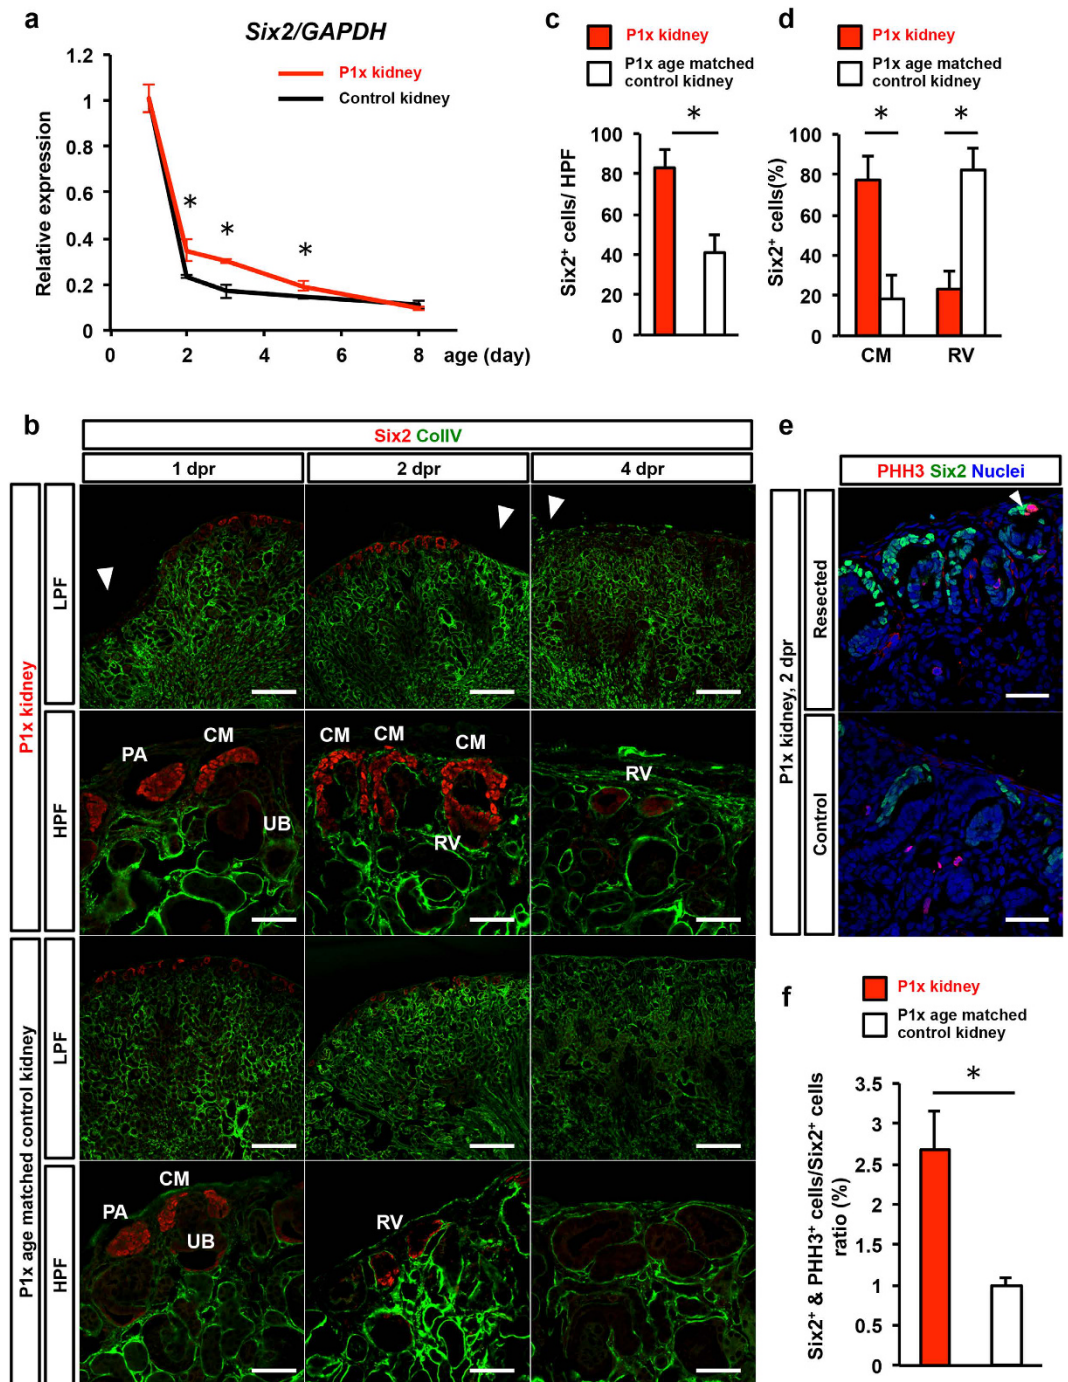 a
Six2/GAPDH
1.2
1
0.8
0.6
0.4
0.2
0
Relative expression
P1x kidney
Control kidney
*
*
*
0 2 4 6 8
age (day)
c
P1x kidney
P1x age matched
control kidney
*
100
80
60
40
20
0
Six2+ cells/ HPF
d
P1x kidney
P1x age matched
control kidney
* *
100
80
60
40
20
0
Six2+ cells(%)
CM RV
b
Six2 ColIV
1 dpr 2 dpr 4 dpr
P1x kidney
LPF
HPF
PA CM UB
CM CM CM RV
RV
P1x age matched control kidney
LPF
HPF
PA CM UB
RV
e
PHH3 Six2 Nuclei
P1x kidney, 2 dpr
Resected
Control
f
P1x kidney
P1x age matched
control kidney
*
3.5
3
2.5
2
1.5
1
0.5
0
Six2+ & PHH3+ cells/Six2+ cells
ratio (%)